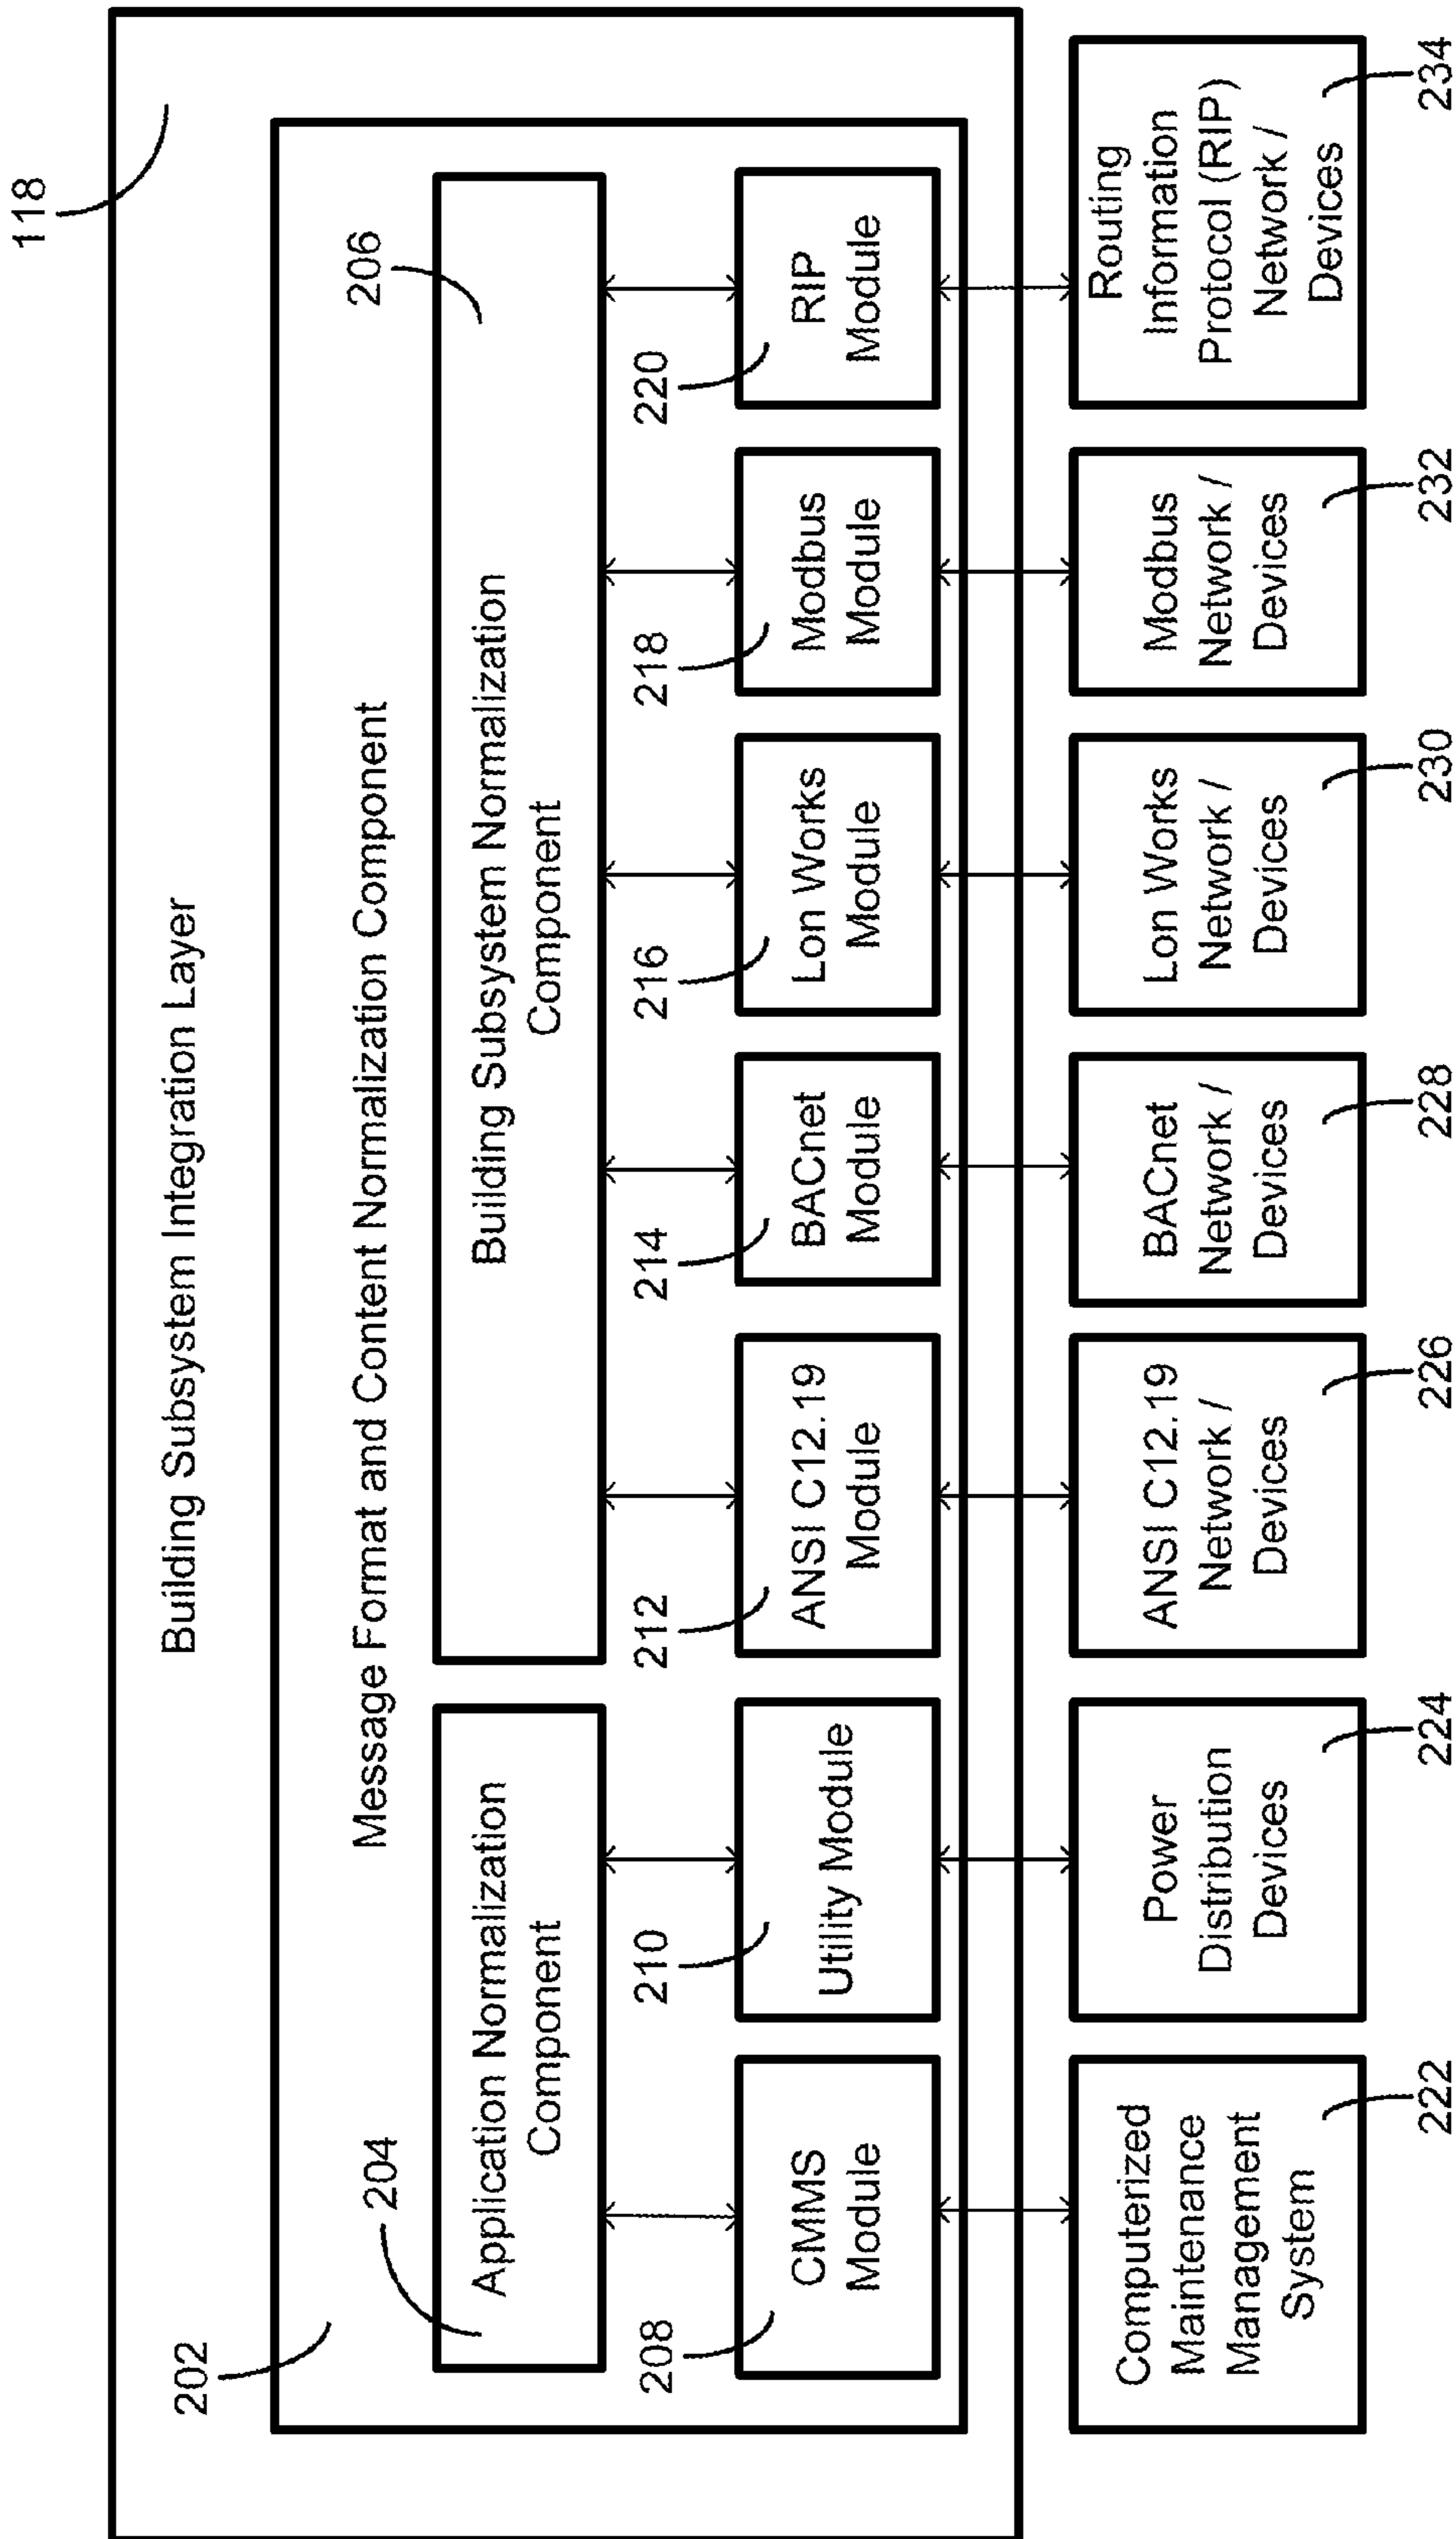 118
Building Subsystem Integration Layer
202
Message Format and Content Normalization Component
204
206
Application Normalization
Component
Building Subsystem Normalization
Component
208
210
212
214
216
218
220
CMMS
Module
Utility Module
ANSI C12.19
Module
BACnet
Module
Lon Works
Module
Modbus
Module
RIP
Module
Computerized
Maintenance
Management
System
Power
Distribution
Devices
ANSI C12.19
Network /
Devices
BACnet
Network /
Devices
Lon Works
Network /
Devices
Modbus
Network /
Devices
Routing
Information
Protocol (RIP)
Network /
Devices
222
224
226
228
230
232
234